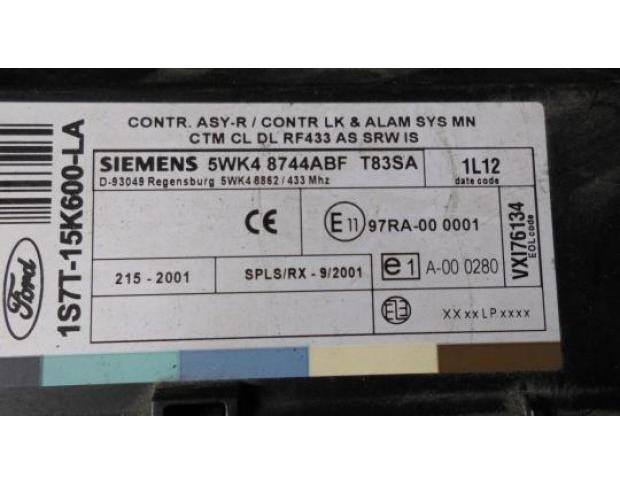 CONTR. ASY-R / CONTR LK & ALAM SYS MN
CTM CL DL RF433 AS SRW IS
SIEMENS 5WK4 8744ABF T83SA
D-93049 Regensburg 5WK4 8862 / 433 Mhz
1L12
date code
CE
E 11 97RA-00 0001
215 - 2001
SPLS/RX - 9/2001
e 1 A-00 0280
XX xx LP xxxx
VXI76134
EOL code
Ford
1S7T-15K600-LA